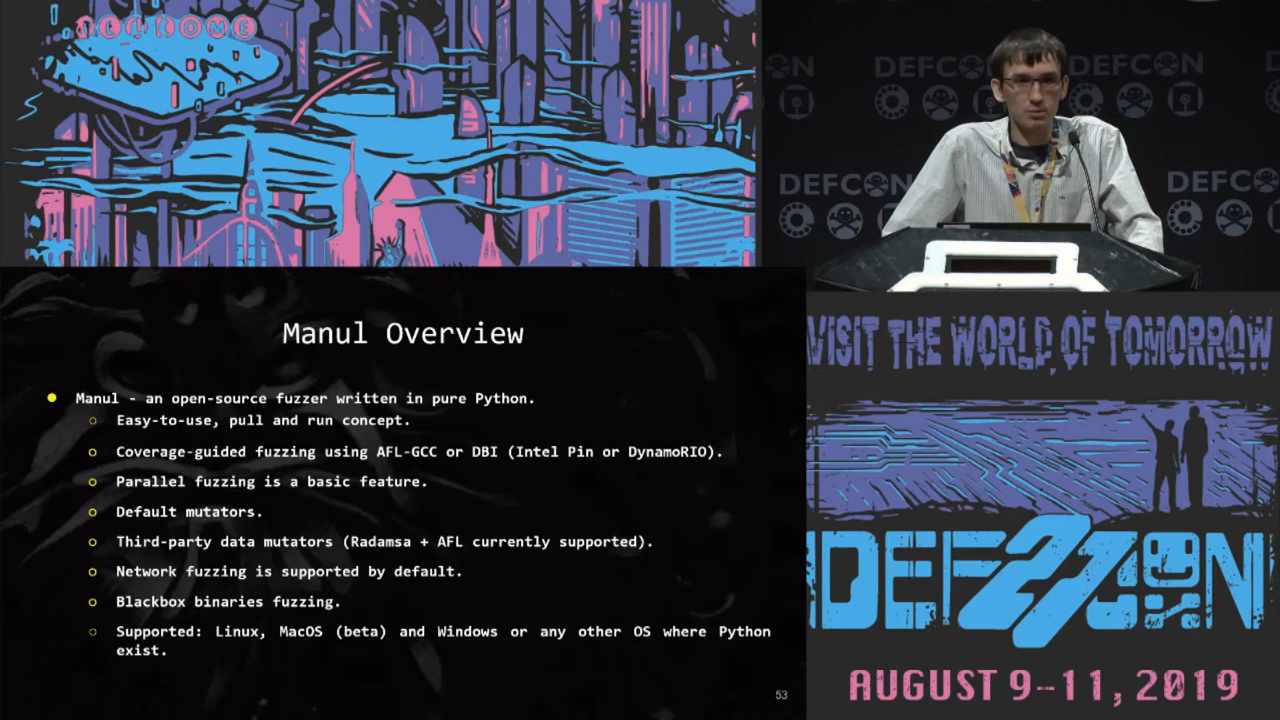 WELCOME
DEFCON DEFCON
DEFCON DEFCON
Manul Overview
Manul - an open-source fuzzer written in pure Python.
Easy-to-use, pull and run concept.
Coverage-guided fuzzing using AFL-GCC or DBI (Intel Pin or DynamoRIO).
Parallel fuzzing is a basic feature.
Default mutators.
Third-party data mutators (Radamsa + AFL currently supported).
Network fuzzing is supported by default.
Blackbox binaries fuzzing.
Supported: Linux, MacOS (beta) and Windows or any other OS where Python
exist.
53
VISIT THE WORLD OF TOMORROW
DEF27CON
AUGUST 9-11, 2019